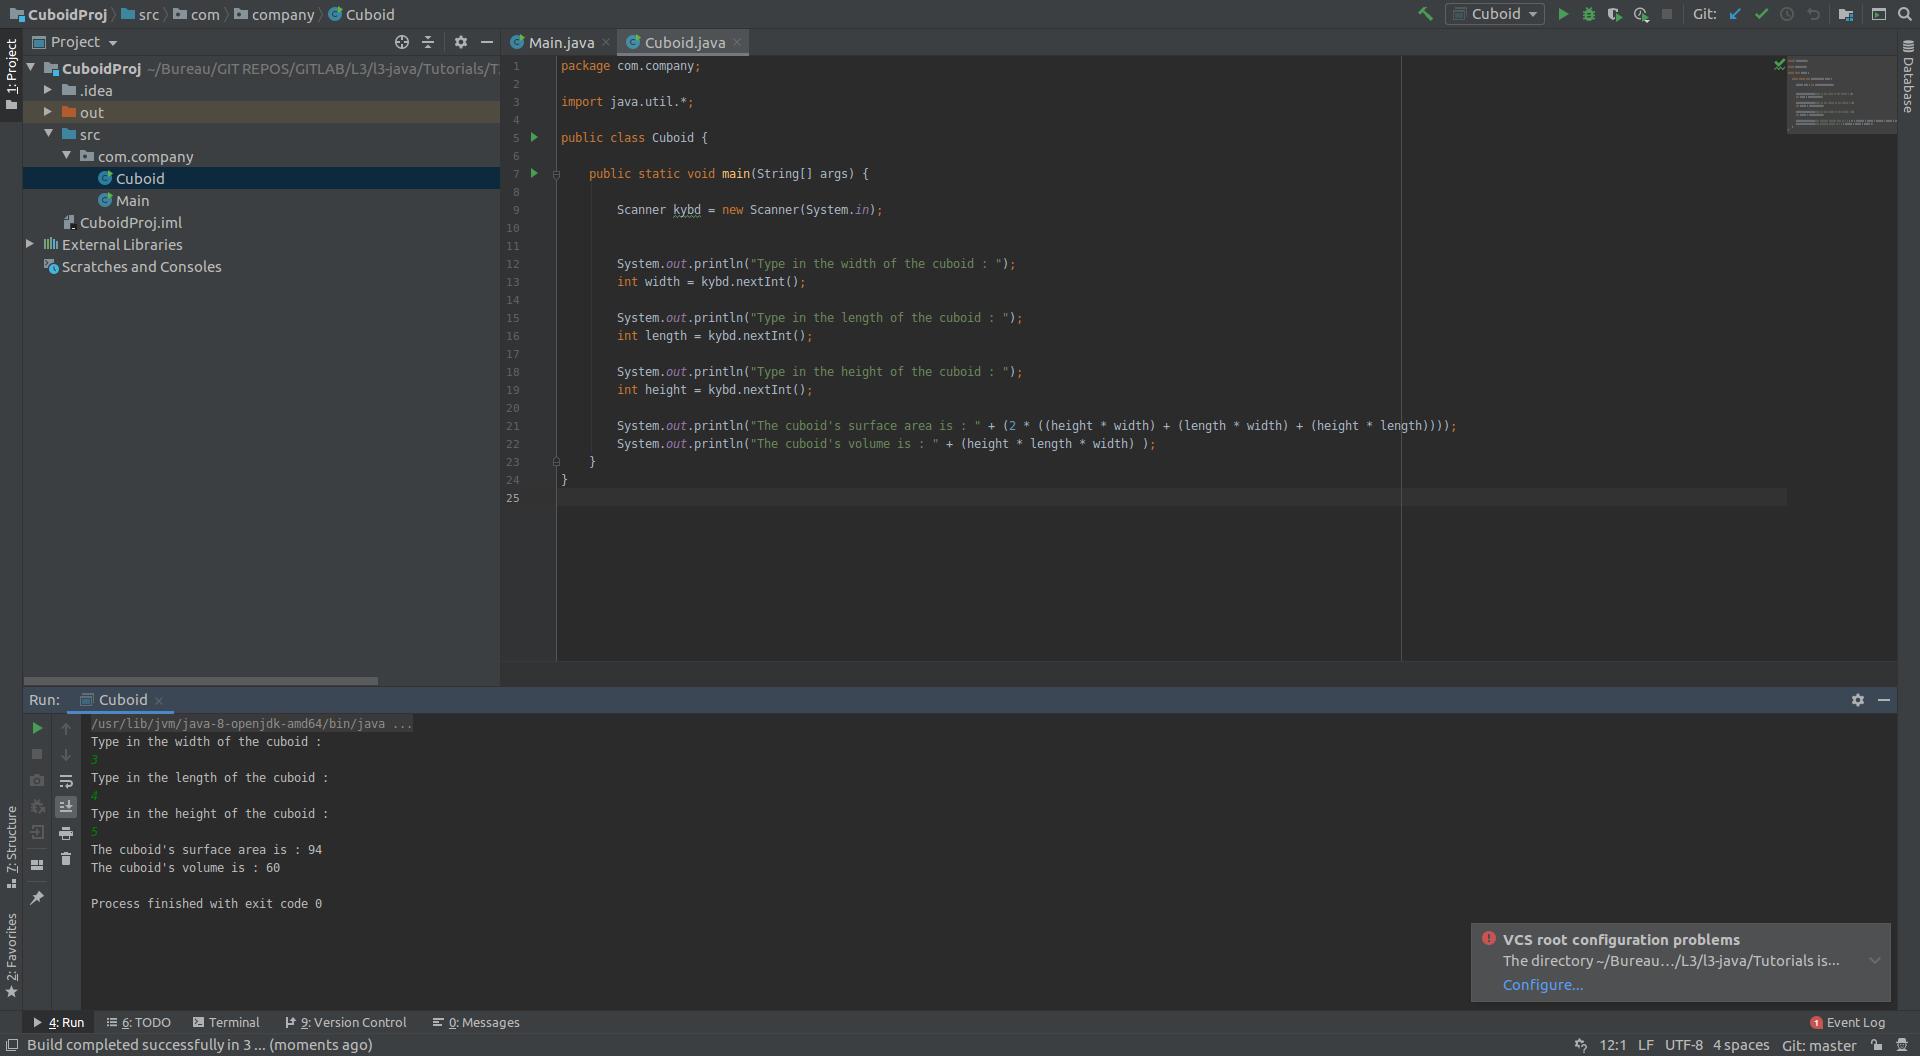 CuboidProj src com company Cuboid
Cuboid Git:
Project
Main.java Cuboid.java
1: Project
CuboidProj ~/Bureau/GIT REPOS/GITLAB/L3/l3-java/Tutorials/T
.idea
out
src
com.company
Cuboid
Main
CuboidProj.iml
External Libraries
Scratches and Consoles
1 package com.company;
2
3 import java.util.*;
4
5 public class Cuboid {
6
7 public static void main(String[] args) {
8
9 Scanner kybd = new Scanner(System.in);
10
11
12 System.out.println("Type in the width of the cuboid : ");
13 int width = kybd.nextInt();
14
15 System.out.println("Type in the length of the cuboid : ");
16 int length = kybd.nextInt();
17
18 System.out.println("Type in the height of the cuboid : ");
19 int height = kybd.nextInt();
20
21 System.out.println("The cuboid's surface area is : " + (2 * ((height * width) + (length * width) + (height * length))));
22 System.out.println("The cuboid's volume is : " + (height * length * width) );
23 }
24 }
25
Database
Run: Cuboid
/usr/lib/jvm/java-8-openjdk-amd64/bin/java ...
Type in the width of the cuboid :
3
Type in the length of the cuboid :
4
Type in the height of the cuboid :
5
The cuboid's surface area is : 94
The cuboid's volume is : 60
Process finished with exit code 0
7: Structure
2: Favorites
VCS root configuration problems
The directory ~/Bureau.../L3/l3-java/Tutorials is...
Configure...
4: Run 6: TODO Terminal 9: Version Control 0: Messages
1 Event Log
Build completed successfully in 3 ... (moments ago)
12:1 LF UTF-8 4 spaces Git: master